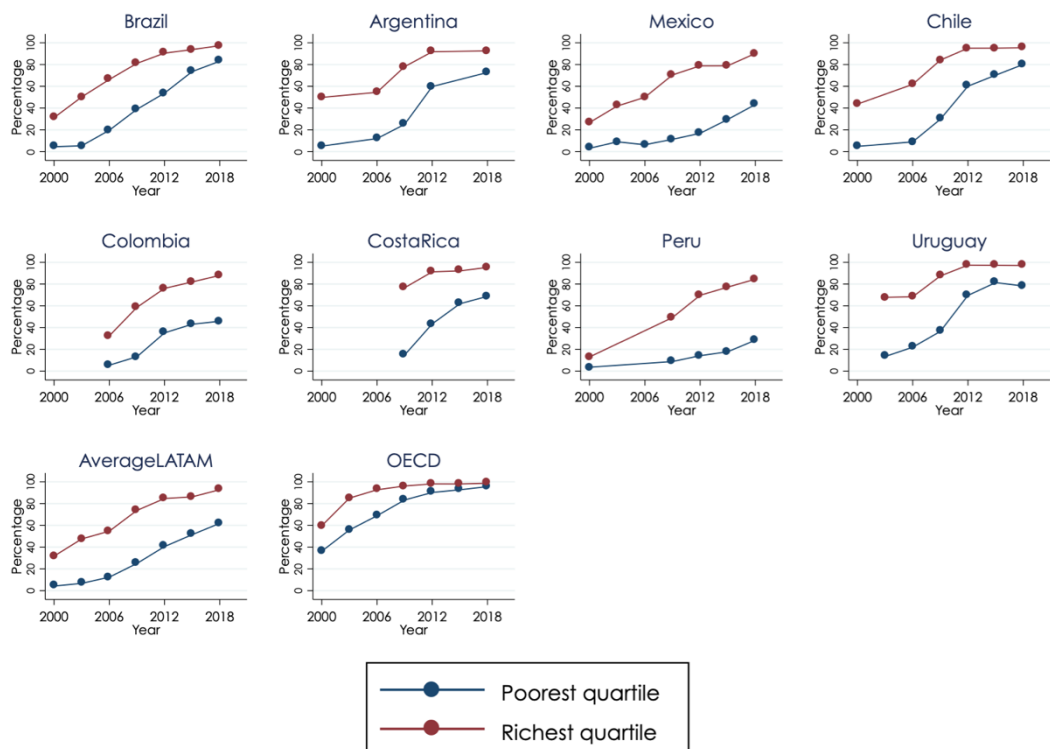 Brazil
Argentina
Mexico
Chile
Percentage
0 20 40 60 80 100
2000 2006 2012 2018
Year
Percentage
0 20 40 60 80 100
2000 2006 2012 2018
Year
Percentage
0 20 40 60 80 100
2000 2006 2012 2018
Year
Percentage
0 20 40 60 80 100
2000 2006 2012 2018
Year
Colombia
CostaRica
Peru
Uruguay
Percentage
0 20 40 60 80 100
2000 2006 2012 2018
Year
Percentage
0 20 40 60 80 100
2000 2006 2012 2018
Year
Percentage
0 20 40 60 80 100
2000 2006 2012 2018
Year
Percentage
0 20 40 60 80 100
2000 2006 2012 2018
Year
AverageLATAM
OECD
Percentage
0 20 40 60 80 100
2000 2006 2012 2018
Year
Percentage
0 20 40 60 80 100
2000 2006 2012 2018
Year
Poorest quartile
Richest quartile